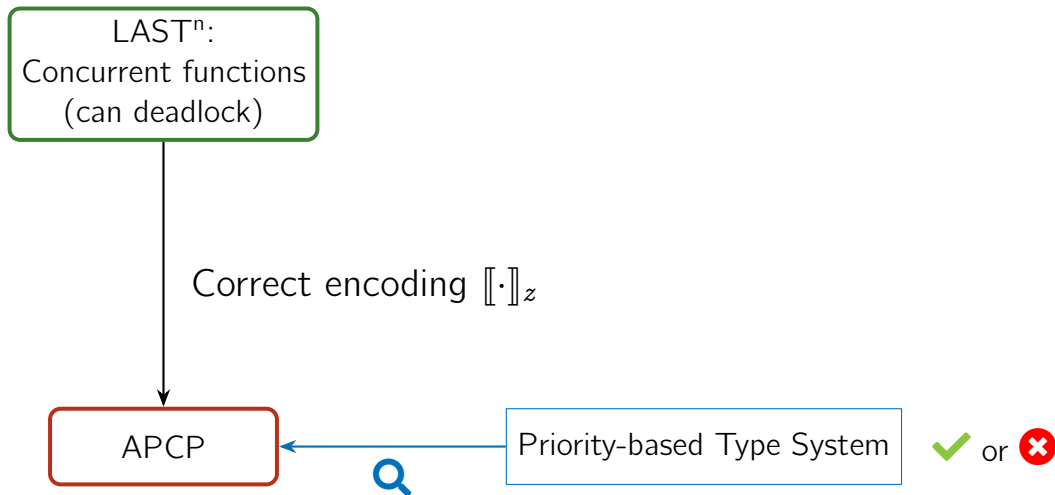 LASTⁿ:
Concurrent functions
(can deadlock)
Correct encoding ⟦·⟧z
APCP
Priority-based Type System
or